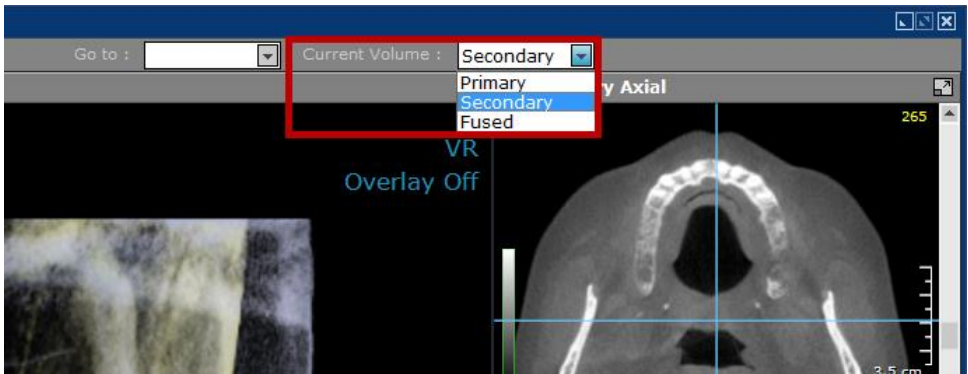 Go to :
Current Volume : Secondary
Primary
Secondary
Fused
y Axial
265
VR
Overlay Off
3.5 cm